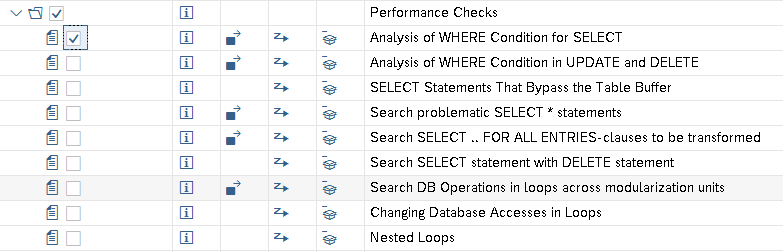 Performance Checks
Analysis of WHERE Condition for SELECT
Analysis of WHERE Condition in UPDATE and DELETE
SELECT Statements That Bypass the Table Buffer
Search problematic SELECT * statements
Search SELECT .. FOR ALL ENTRIES-clauses to be transformed
Search SELECT statement with DELETE statement
Search DB Operations in loops across modularization units
Changing Database Accesses in Loops
Nested Loops